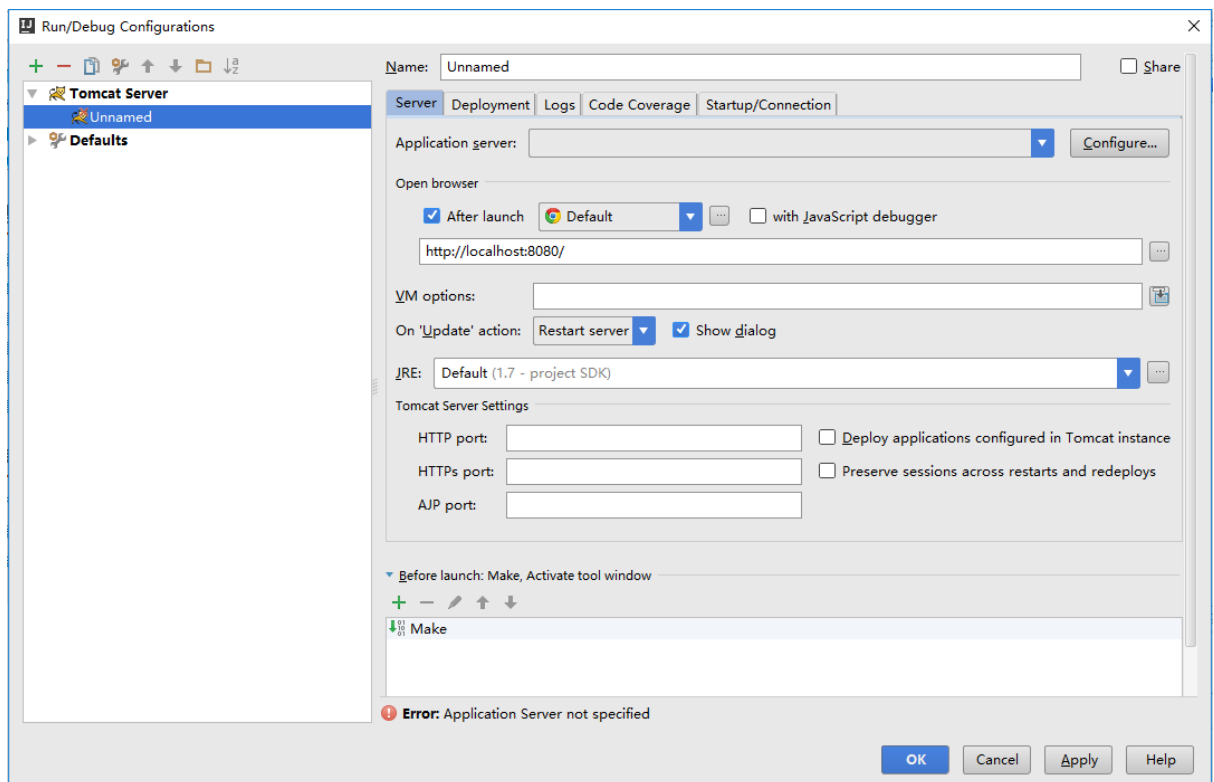 Run/Debug Configurations
Tomcat Server
Unnamed
Defaults
Name: Unnamed Share
Server Deployment Logs Code Coverage Startup/Connection
Application server: Configure...
Open browser
After launch Default with JavaScript debugger
http://localhost:8080/
VM options:
On 'Update' action: Restart server Show dialog
JRE: Default (1.7 - project SDK)
Tomcat Server Settings
HTTP port: Deploy applications configured in Tomcat instance
HTTPs port: Preserve sessions across restarts and redeploys
AJP port:
Before launch: Make, Activate tool window
Make
Error: Application Server not specified
OK Cancel Apply Help